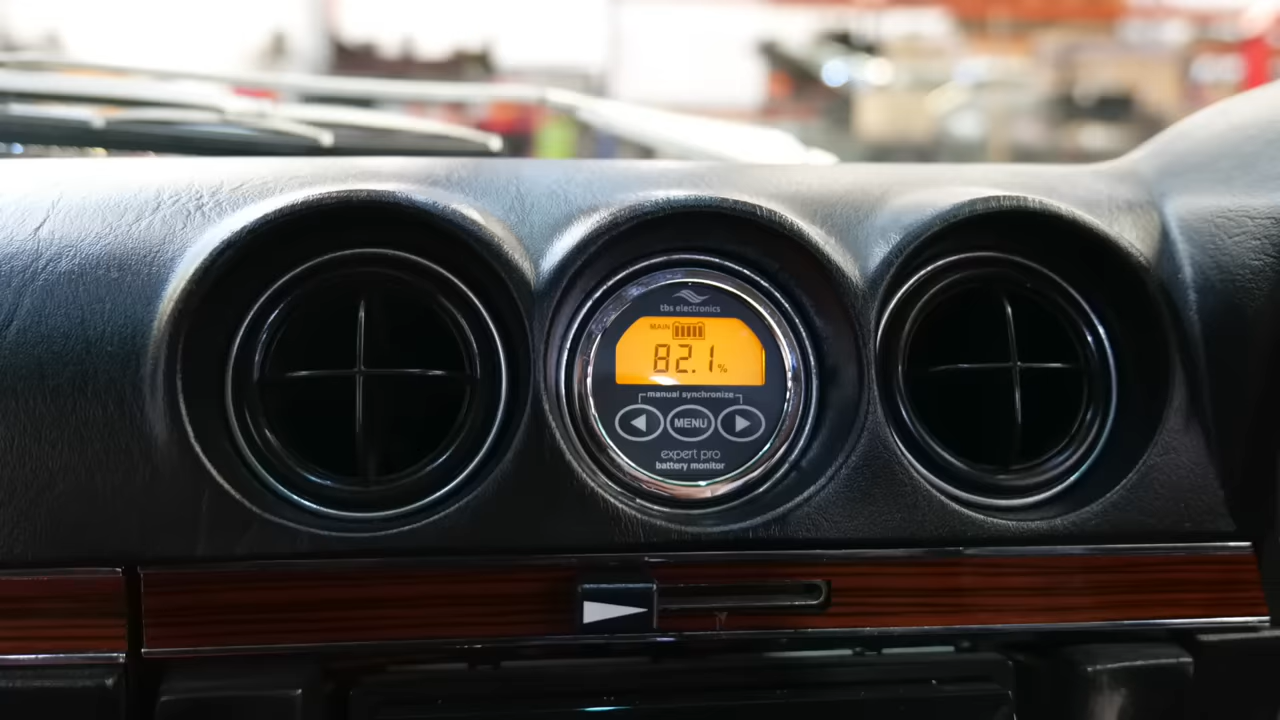 tbs electronics
MAIN
82.1%
manual synchronize
MENU
expert pro
battery monitor